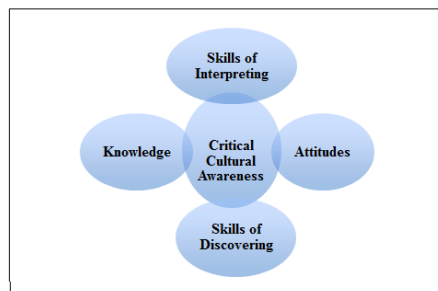 Skills of
Interpreting
Knowledge
Critical
Cultural
Awareness
Attitudes
Skills of
Discovering